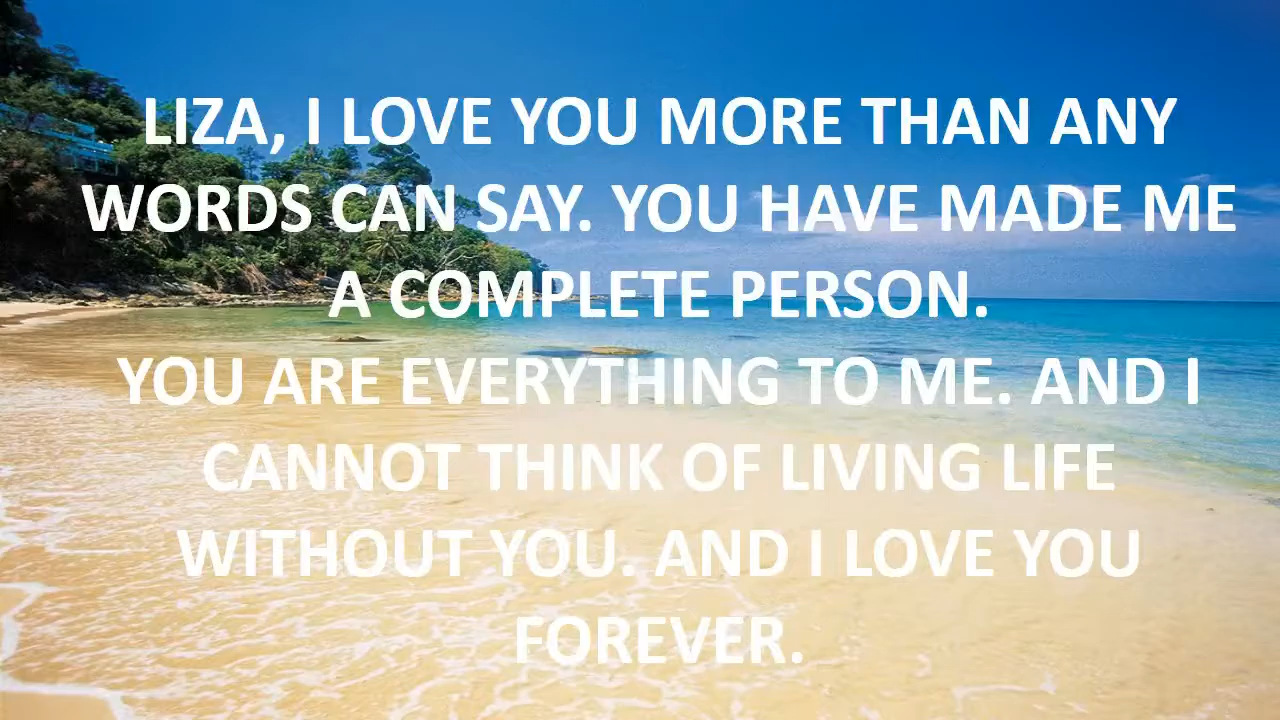 LIZA, I LOVE YOU MORE THAN ANY
WORDS CAN SAY. YOU HAVE MADE ME
A COMPLETE PERSON.
YOU ARE EVERYTHING TO ME. AND I
CANNOT THINK OF LIVING LIFE
WITHOUT YOU. AND I LOVE YOU
FOREVER.